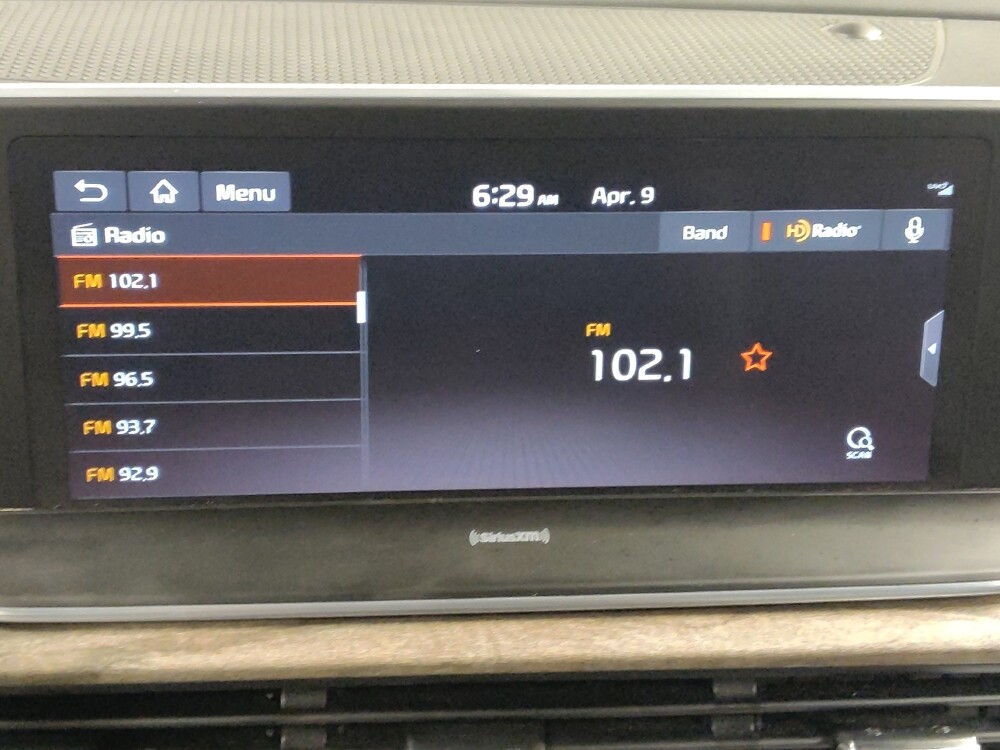 Menu 6:29 AM Apr. 9
Radio Band HD Radio
FM 102.1
FM 99.5
FM 96.5
FM 93.7
FM 92.9
FM
102.1
SCAN
((SiriusXM))